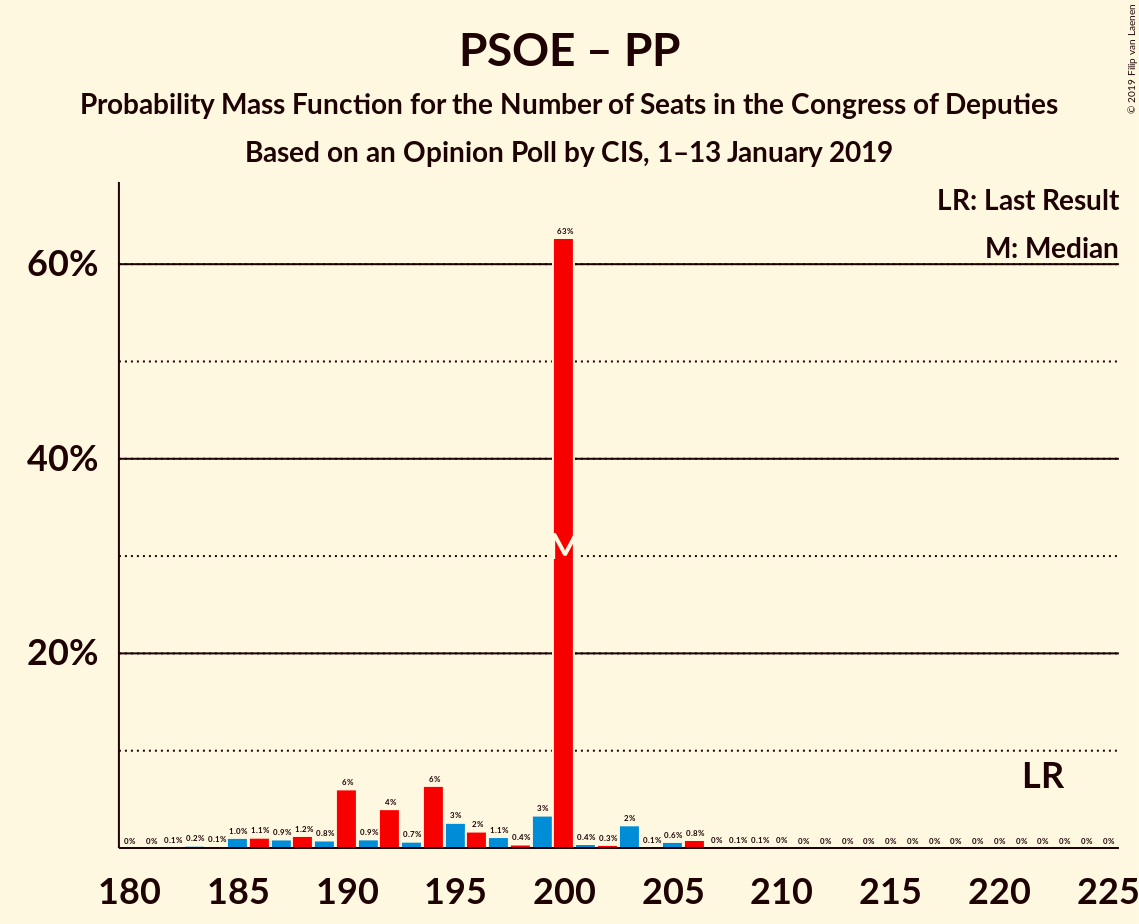 PSOE – PP
Probability Mass Function for the Number of Seats in the Congress of Deputies
Based on an Opinion Poll by CIS, 1–13 January 2019
© 2019 Filip van Laenen
LR: Last Result
M: Median
60%
40%
20%
0% 0% 0.1% 0.2% 0.1% 1.0% 1.1% 0.9% 1.2% 0.8% 6% 0.9% 4% 0.7% 6% 3% 2% 1.1% 0.4% 3% 63% 0.4% 0.3% 2% 0.1% 0.6% 0.8% 0% 0.1% 0.1% 0% 0% 0% 0% 0% 0% 0% 0% 0% 0% 0% 0% 0% 0% 0% 0%
M
LR
180 185 190 195 200 205 210 215 220 225